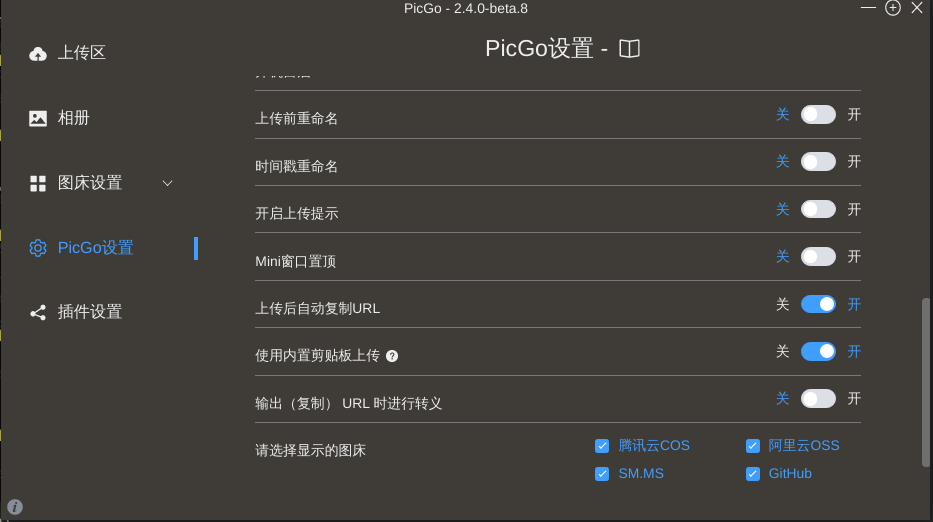 PicGo - 2.4.0-beta.8
上传区
相册
图床设置
PicGo设置
插件设置
PicGo设置 -
上传前重命名 关 开
时间戳重命名 关 开
开启上传提示 关 开
Mini窗口置顶 关 开
上传后自动复制URL 关 开
使用内置剪贴板上传 ? 关 开
输出（复制） URL 时进行转义 关 开
请选择显示的图床 腾讯云COS 阿里云OSS
SM.MS GitHub